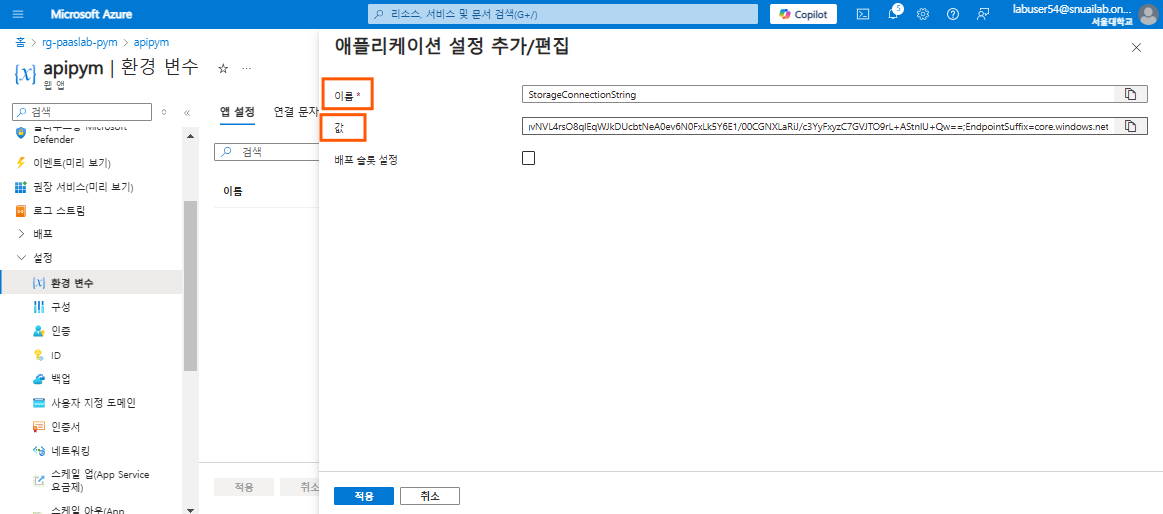 Microsoft Azure
리소스, 서비스 및 문서 검색(G+/)
Copilot
5
labuser54@snuailab.on...
서울대학교
홈 > rg-paaslab-pym > apipym
apipym | 환경 변수
웹 앱
검색
Defender
이벤트(미리 보기)
권장 서비스(미리 보기)
로그 스트림
배포
설정
환경 변수
구성
인증
ID
백업
사용자 지정 도메인
인증서
네트워킹
스케일 업(App Service
요금제)
스케일 아웃(App
앱 설정
연결 문자
검색
이름
적용
취소
애플리케이션 설정 추가/편집
이름 *
StorageConnectionString
값
EndpointSuffix=core.windows.net
배포 슬롯 설정
적용
취소